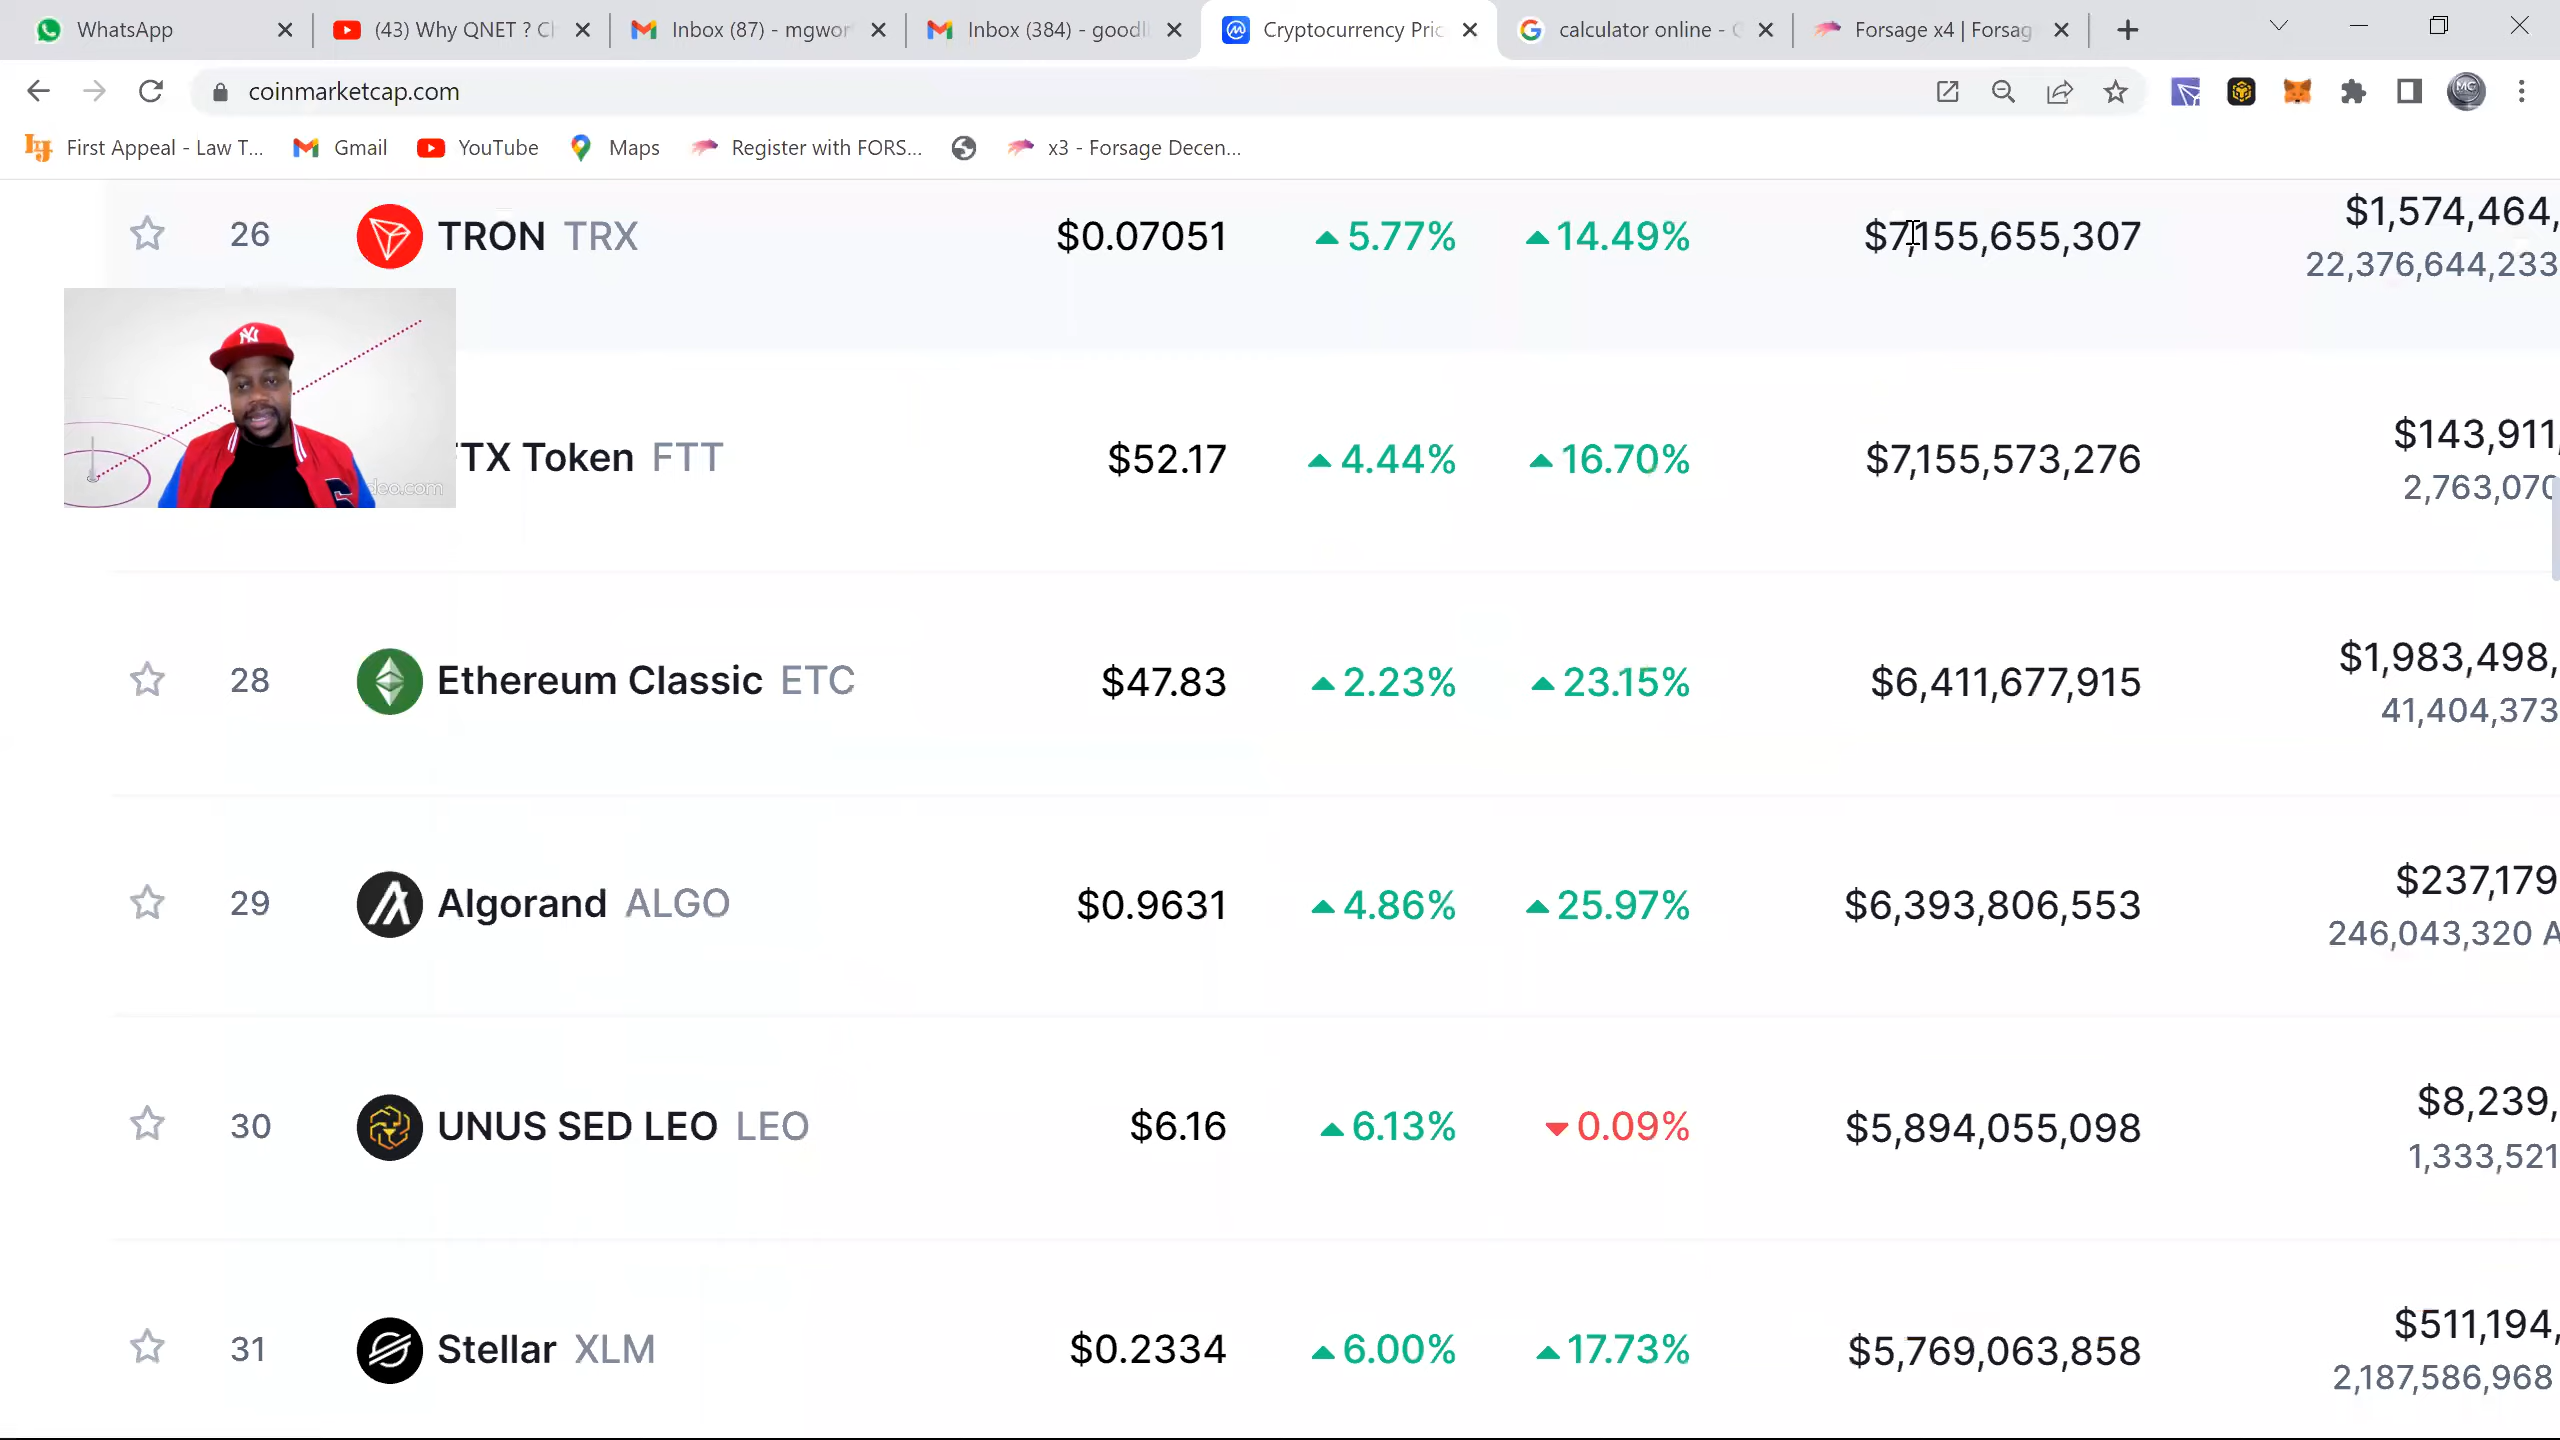 WhatsApp
(43) Why QNET ? Ch
Inbox (87) - mgwor
Inbox (384) - goodl
Cryptocurrency Pric
calculator online - G
Forsage x4 | Forsag
coinmarketcap.com
First Appeal - Law T...
Gmail
YouTube
Maps
Register with FORS...
x3 - Forsage Decen...
26 TRON TRX $0.07051 5.77% 14.49% $7,155,655,307 $1,574,464,
22,376,644,233
FTX Token FTT $52.17 4.44% 16.70% $7,155,573,276 $143,911,
2,763,070
28 Ethereum Classic ETC $47.83 2.23% 23.15% $6,411,677,915 $1,983,498,
41,404,373
29 Algorand ALGO $0.9631 4.86% 25.97% $6,393,806,553 $237,179
246,043,320 A
30 UNUS SED LEO LEO $6.16 6.13% 0.09% $5,894,055,098 $8,239,
1,333,521
31 Stellar XLM $0.2334 6.00% 17.73% $5,769,063,858 $511,194,
2,187,586,968
NY
deo.com
MC